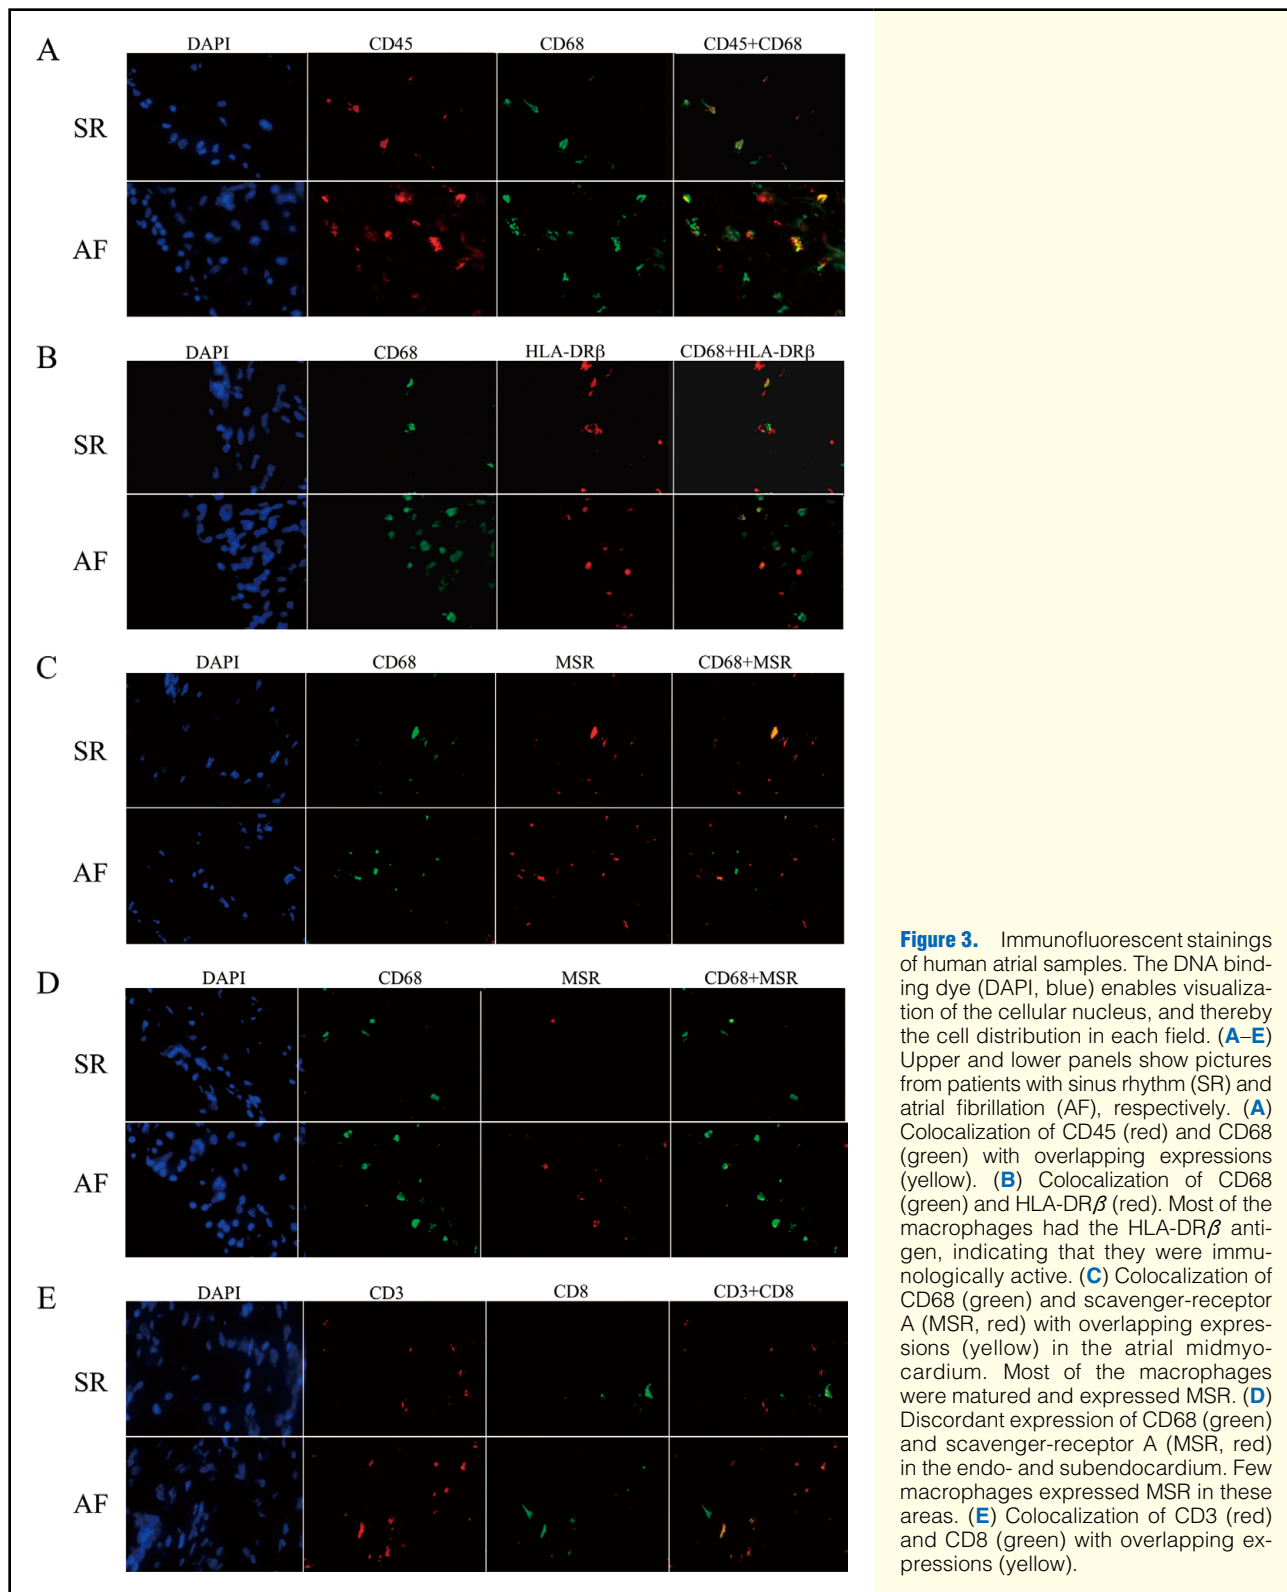 A
DAPI CD45 CD68 CD45+CD68
SR
AF
B
DAPI CD68 HLA-DRβ CD68+HLA-DRβ
SR
AF
C
DAPI CD68 MSR CD68+MSR
SR
AF
D
DAPI CD68 MSR CD68+MSR
SR
AF
E
DAPI CD3 CD8 CD3+CD8
SR
AF
Figure 3. Immunofluorescent stainings
of human atrial samples. The DNA bind-
ing dye (DAPI, blue) enables visualiza-
tion of the cellular nucleus, and thereby
the cell distribution in each field. (A–E)
Upper and lower panels show pictures
from patients with sinus rhythm (SR) and
atrial fibrillation (AF), respectively. (A)
Colocalization of CD45 (red) and CD68
(green) with overlapping expressions
(yellow). (B) Colocalization of CD68
(green) and HLA-DRβ (red). Most of the
macrophages had the HLA-DRβ anti-
gen, indicating that they were immu-
nologically active. (C) Colocalization of
CD68 (green) and scavenger-receptor
A (MSR, red) with overlapping expres-
sions (yellow) in the atrial midmyo-
cardium. Most of the macrophages
were matured and expressed MSR. (D)
Discordant expression of CD68 (green)
and scavenger-receptor A (MSR, red)
in the endo- and subendocardium. Few
macrophages expressed MSR in these
areas. (E) Colocalization of CD3 (red)
and CD8 (green) with overlapping ex-
pressions (yellow).